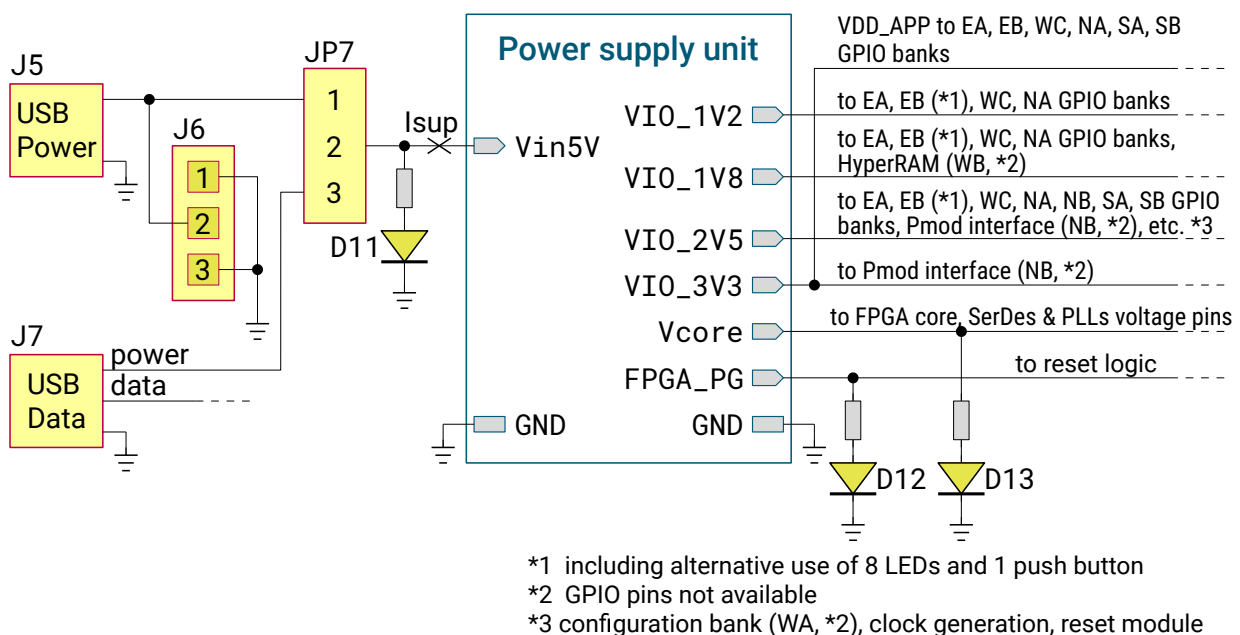 VDD_APP to EA, EB, WC, NA, SA, SB
GPIO banks
Power supply unit
J5
JP7
USB
Power
1
2
3
J6
1
2
3
Isup
Vin5V
VIO_1V2
to EA, EB (*1), WC, NA GPIO banks
VIO_1V8
to EA, EB (*1), WC, NA GPIO banks,
HyperRAM (WB, *2)
VIO_2V5
to EA, EB (*1), WC, NA, NB, SA, SB GPIO
banks, Pmod interface (NB, *2), etc. *3
D11
VIO_3V3
to Pmod interface (NB, *2)
Vcore
to FPGA core, SerDes & PLLs voltage pins
J7
USB
Data
power
data
FPGA_PG
to reset logic
GND
GND
D12
D13
*1 including alternative use of 8 LEDs and 1 push button
*2 GPIO pins not available
*3 configuration bank (WA, *2), clock generation, reset module